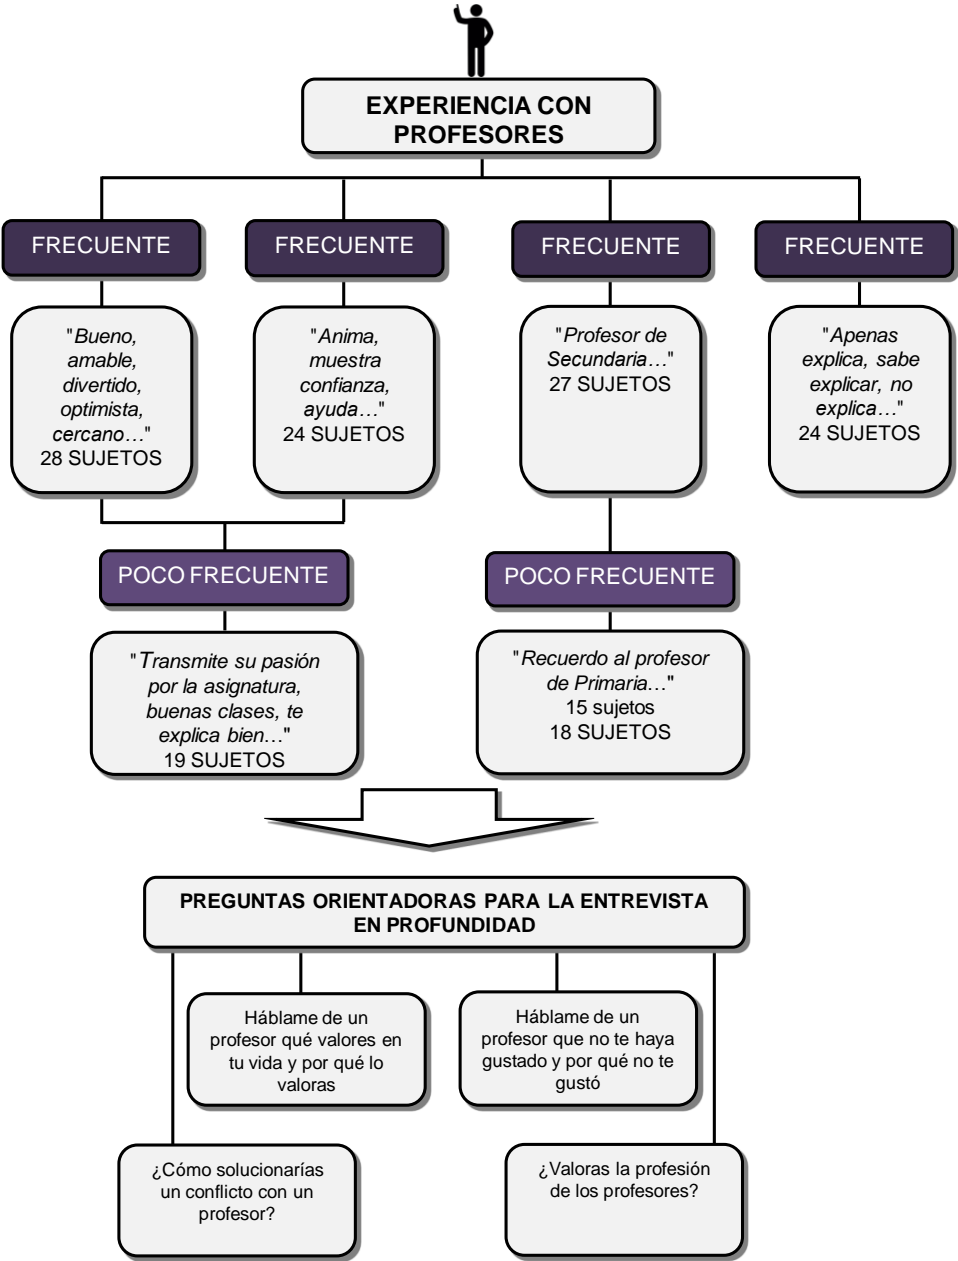 EXPERIENCIA CON
PROFESORES
FRECUENTE
FRECUENTE
FRECUENTE
FRECUENTE
"Bueno,
amable,
divertido,
optimista,
cercano…"
28 SUJETOS
"Anima,
muestra
confianza,
ayuda…"
24 SUJETOS
"Profesor de
Secundaria…"
27 SUJETOS
"Apenas
explica, sabe
explicar, no
explica…"
24 SUJETOS
POCO FRECUENTE
POCO FRECUENTE
"Transmite su pasión
por la asignatura,
buenas clases, te
explica bien…"
19 SUJETOS
"Recuerdo al profesor
de Primaria…"
15 sujetos
18 SUJETOS
PREGUNTAS ORIENTADORAS PARA LA ENTREVISTA
EN PROFUNDIDAD
Háblame de un
profesor qué valores en
tu vida y por qué lo
valoras
Háblame de un
profesor que no te haya
gustado y por qué no te
gustó
¿Cómo solucionarías
un conflicto con un
profesor?
¿Valoras la profesión
de los profesores?